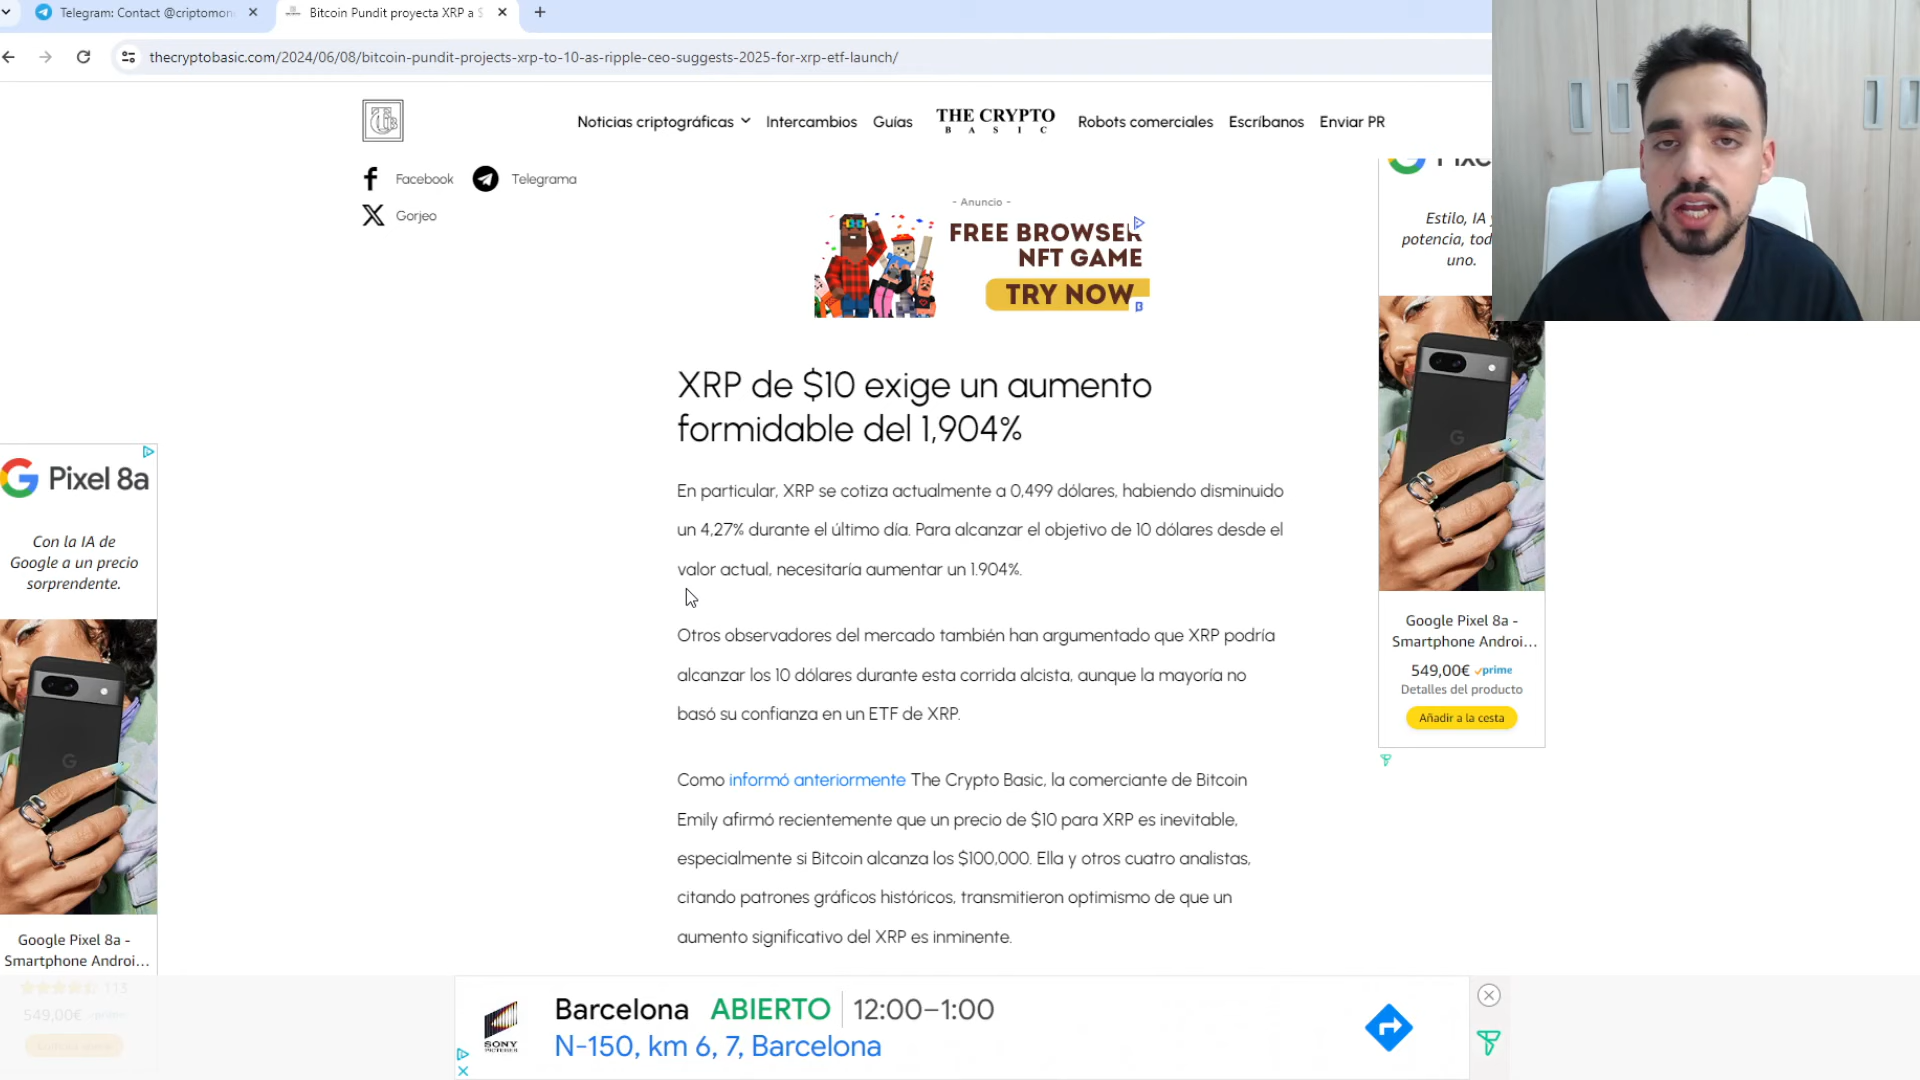 Telegram: Contact @criptomon
Bitcoin Pundit proyecta XRP a $
thecryptobasic.com/2024/06/08/bitcoin-pundit-projects-xrp-to-10-as-ripple-ceo-suggests-2025-for-xrp-etf-launch/
Noticias criptográficas
Intercambios
Guías
THE CRYPTO
BASIC
Robots comerciales
Escríbanos
Enviar PR
Facebook
Telegrama
Gorjeo
- Anuncio -
FREE BROWSER
NFT GAME
TRY NOW
XRP de $10 exige un aumento
formidable del 1,904%
En particular, XRP se cotiza actualmente a 0,499 dólares, habiendo disminuido
un 4,27% durante el último día. Para alcanzar el objetivo de 10 dólares desde el
valor actual, necesitaría aumentar un 1.904%.
Otros observadores del mercado también han argumentado que XRP podría
alcanzar los 10 dólares durante esta corrida alcista, aunque la mayoría no
basó su confianza en un ETF de XRP.
Como informó anteriormente The Crypto Basic, la comerciante de Bitcoin
Emily afirmó recientemente que un precio de $10 para XRP es inevitable,
especialmente si Bitcoin alcanza los $100,000. Ella y otros cuatro analistas,
citando patrones gráficos históricos, transmitieron optimismo de que un
aumento significativo del XRP es inminente.
G Pixel 8a
Con la IA de
Google a un precio
sorprendente.
Google Pixel 8a -
Smartphone Androi...
113
549,00€
Estilo, IA y
potencia, tod
uno.
Google Pixel 8a -
Smartphone Androi...
549,00€ prime
Detalles del producto
Añadir a la cesta
SONY
PICTURES
Barcelona ABIERTO 12:00–1:00
N-150, km 6, 7, Barcelona